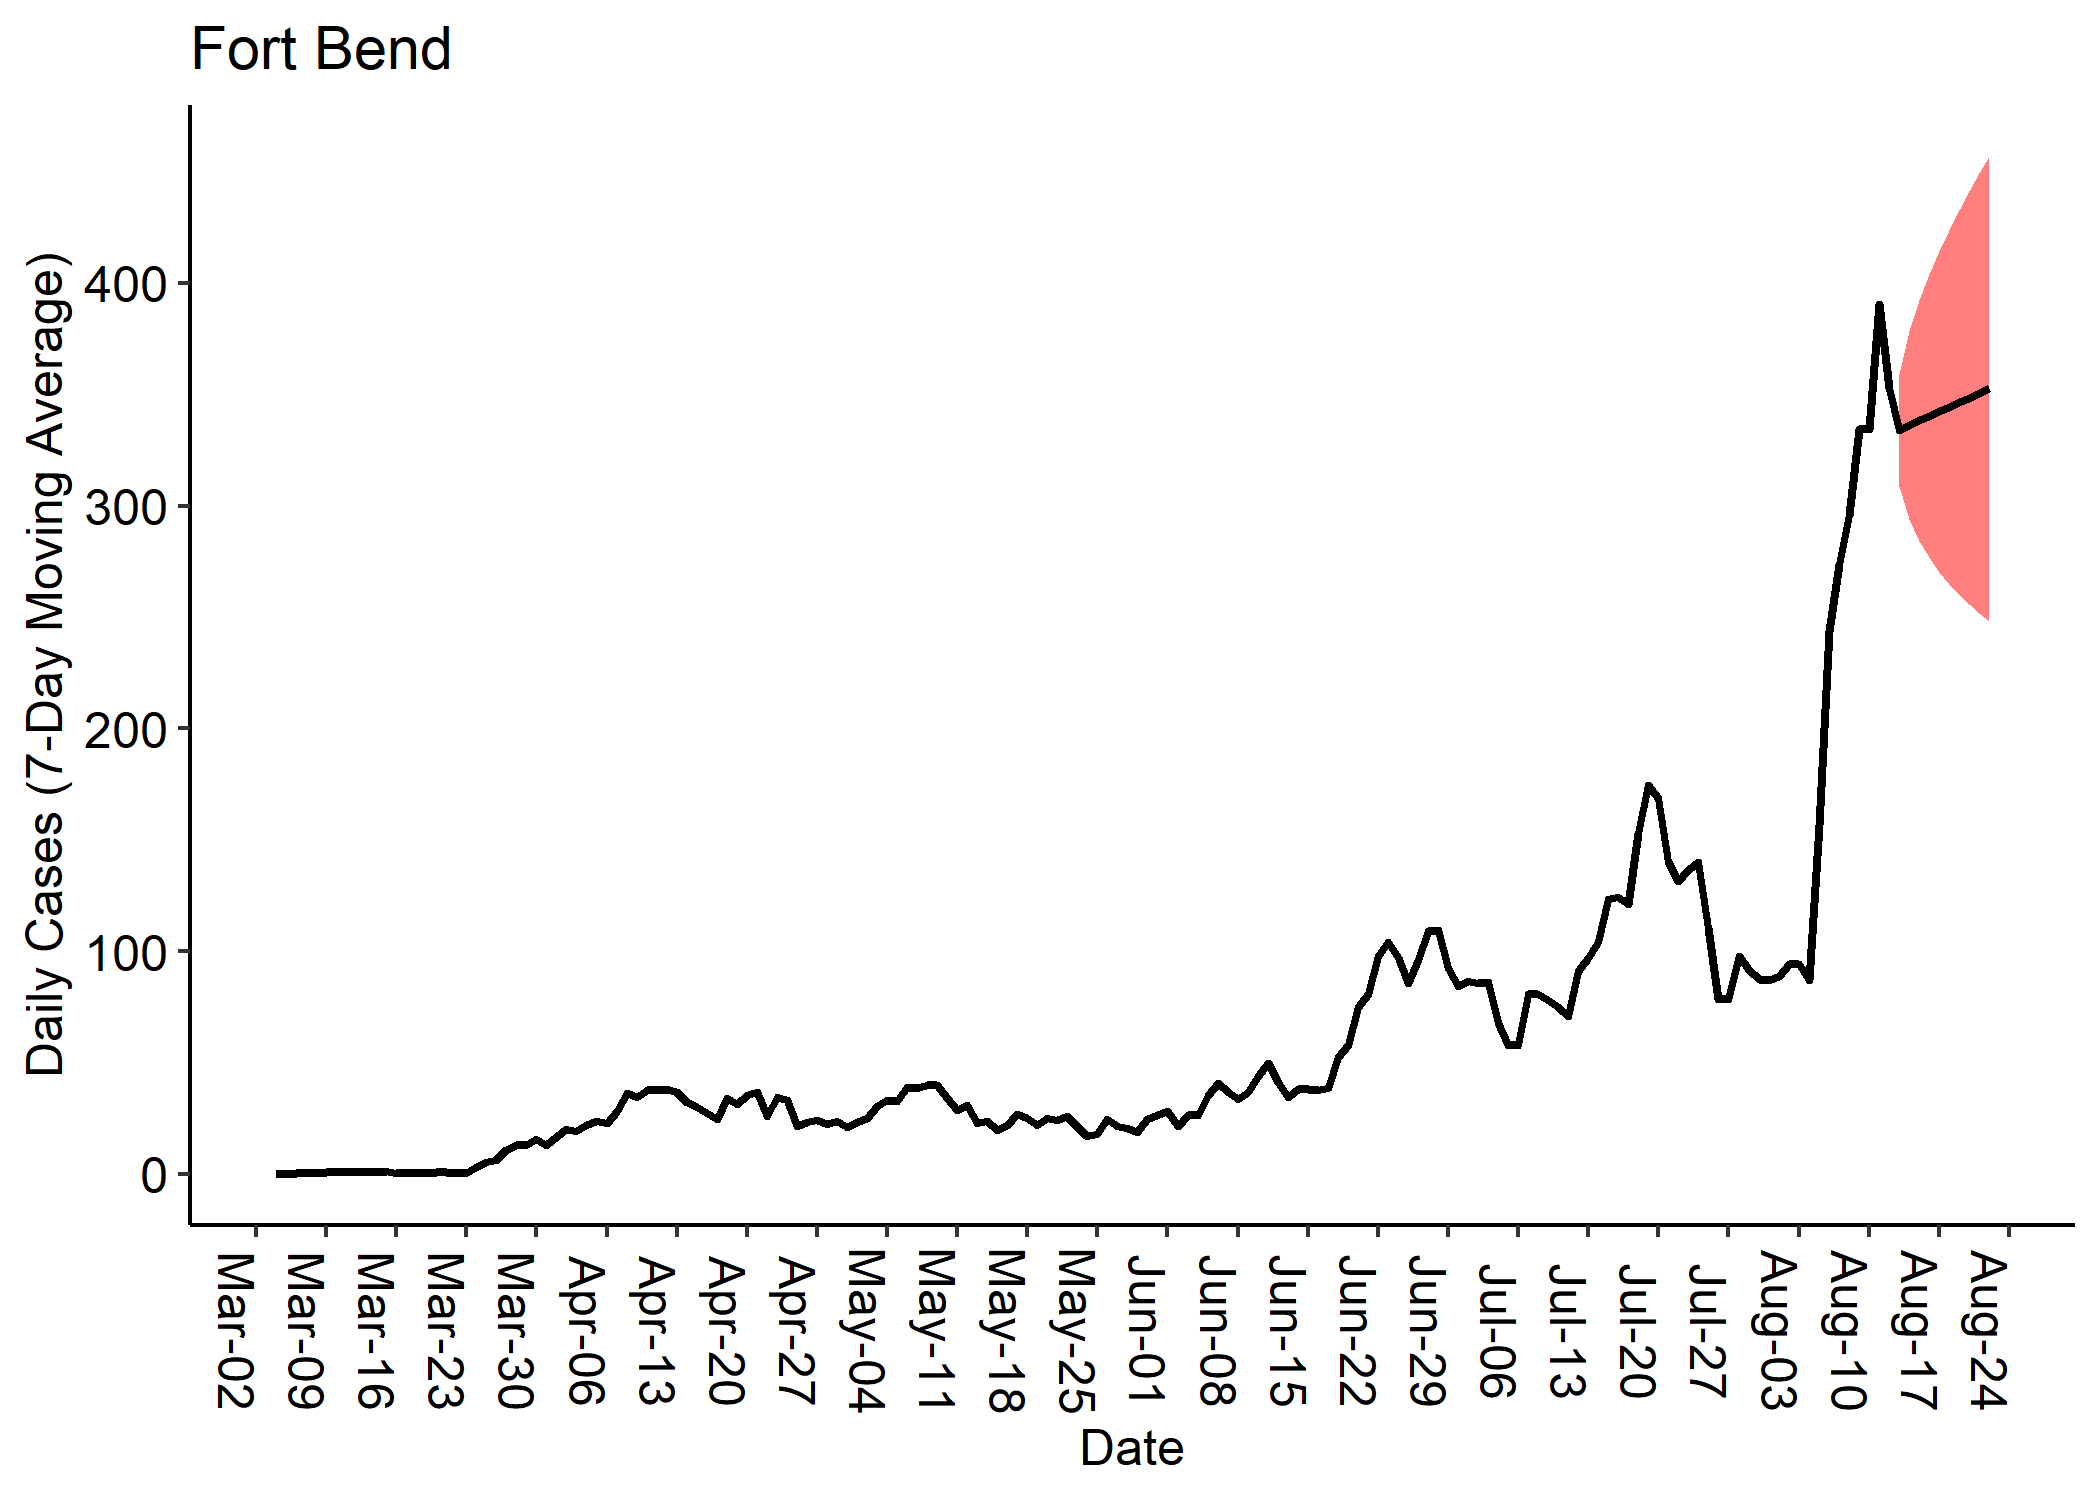 Fort Bend
Daily Cases (7-Day Moving Average)
400
300
200
100
0
Mar-02
Mar-09
Mar-16
Mar-23
Mar-30
Apr-06
Apr-13
Apr-20
Apr-27
May-04
May-11
May-18
May-25
Jun-01
Jun-08
Jun-15
Jun-22
Jun-29
Jul-06
Jul-13
Jul-20
Jul-27
Aug-03
Aug-10
Aug-17
Aug-24
Date